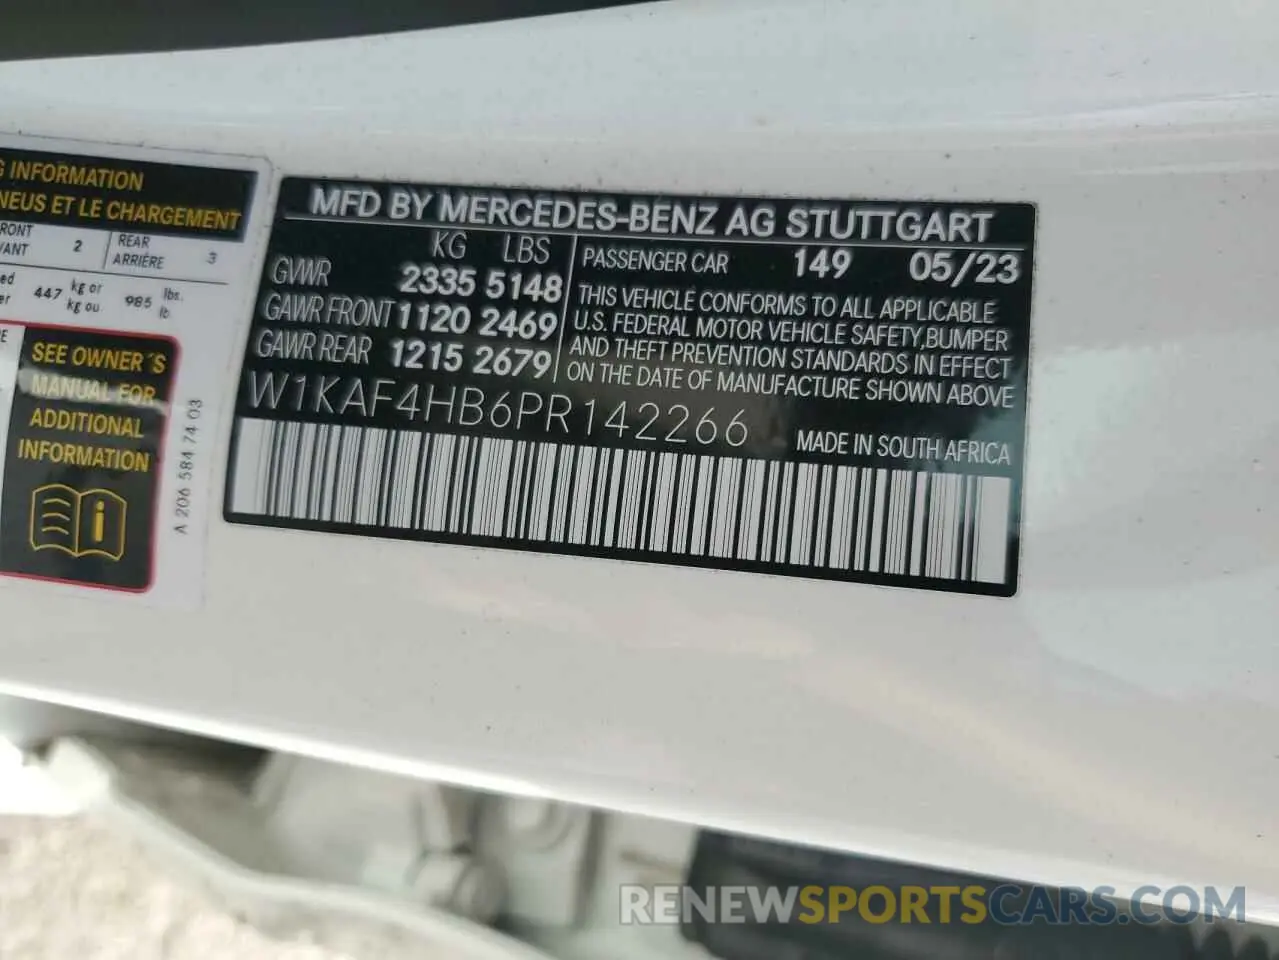 G INFORMATION
NEUS ET LE CHARGEMENT
RONT
VANT
2
REAR
ARRIÈRE
3
ed
er
447
kg or
kg ou
985
lbs.
lb
E
SEE OWNER´S
MANUAL FOR
ADDITIONAL
INFORMATION
i
A 206 584 74 03
MFD BY MERCEDES-BENZ AG STUTTGART
KG LBS
GVWR 2335 5148
GAWR FRONT 1120 2469
GAWR REAR 1215 2679
PASSENGER CAR 149 05/23
THIS VEHICLE CONFORMS TO ALL APPLICABLE
U.S. FEDERAL MOTOR VEHICLE SAFETY,BUMPER
AND THEFT PREVENTION STANDARDS IN EFFECT
ON THE DATE OF MANUFACTURE SHOWN ABOVE
W1KAF4HB6PR142266
MADE IN SOUTH AFRICA
RENEWSPORTSCARS.COM